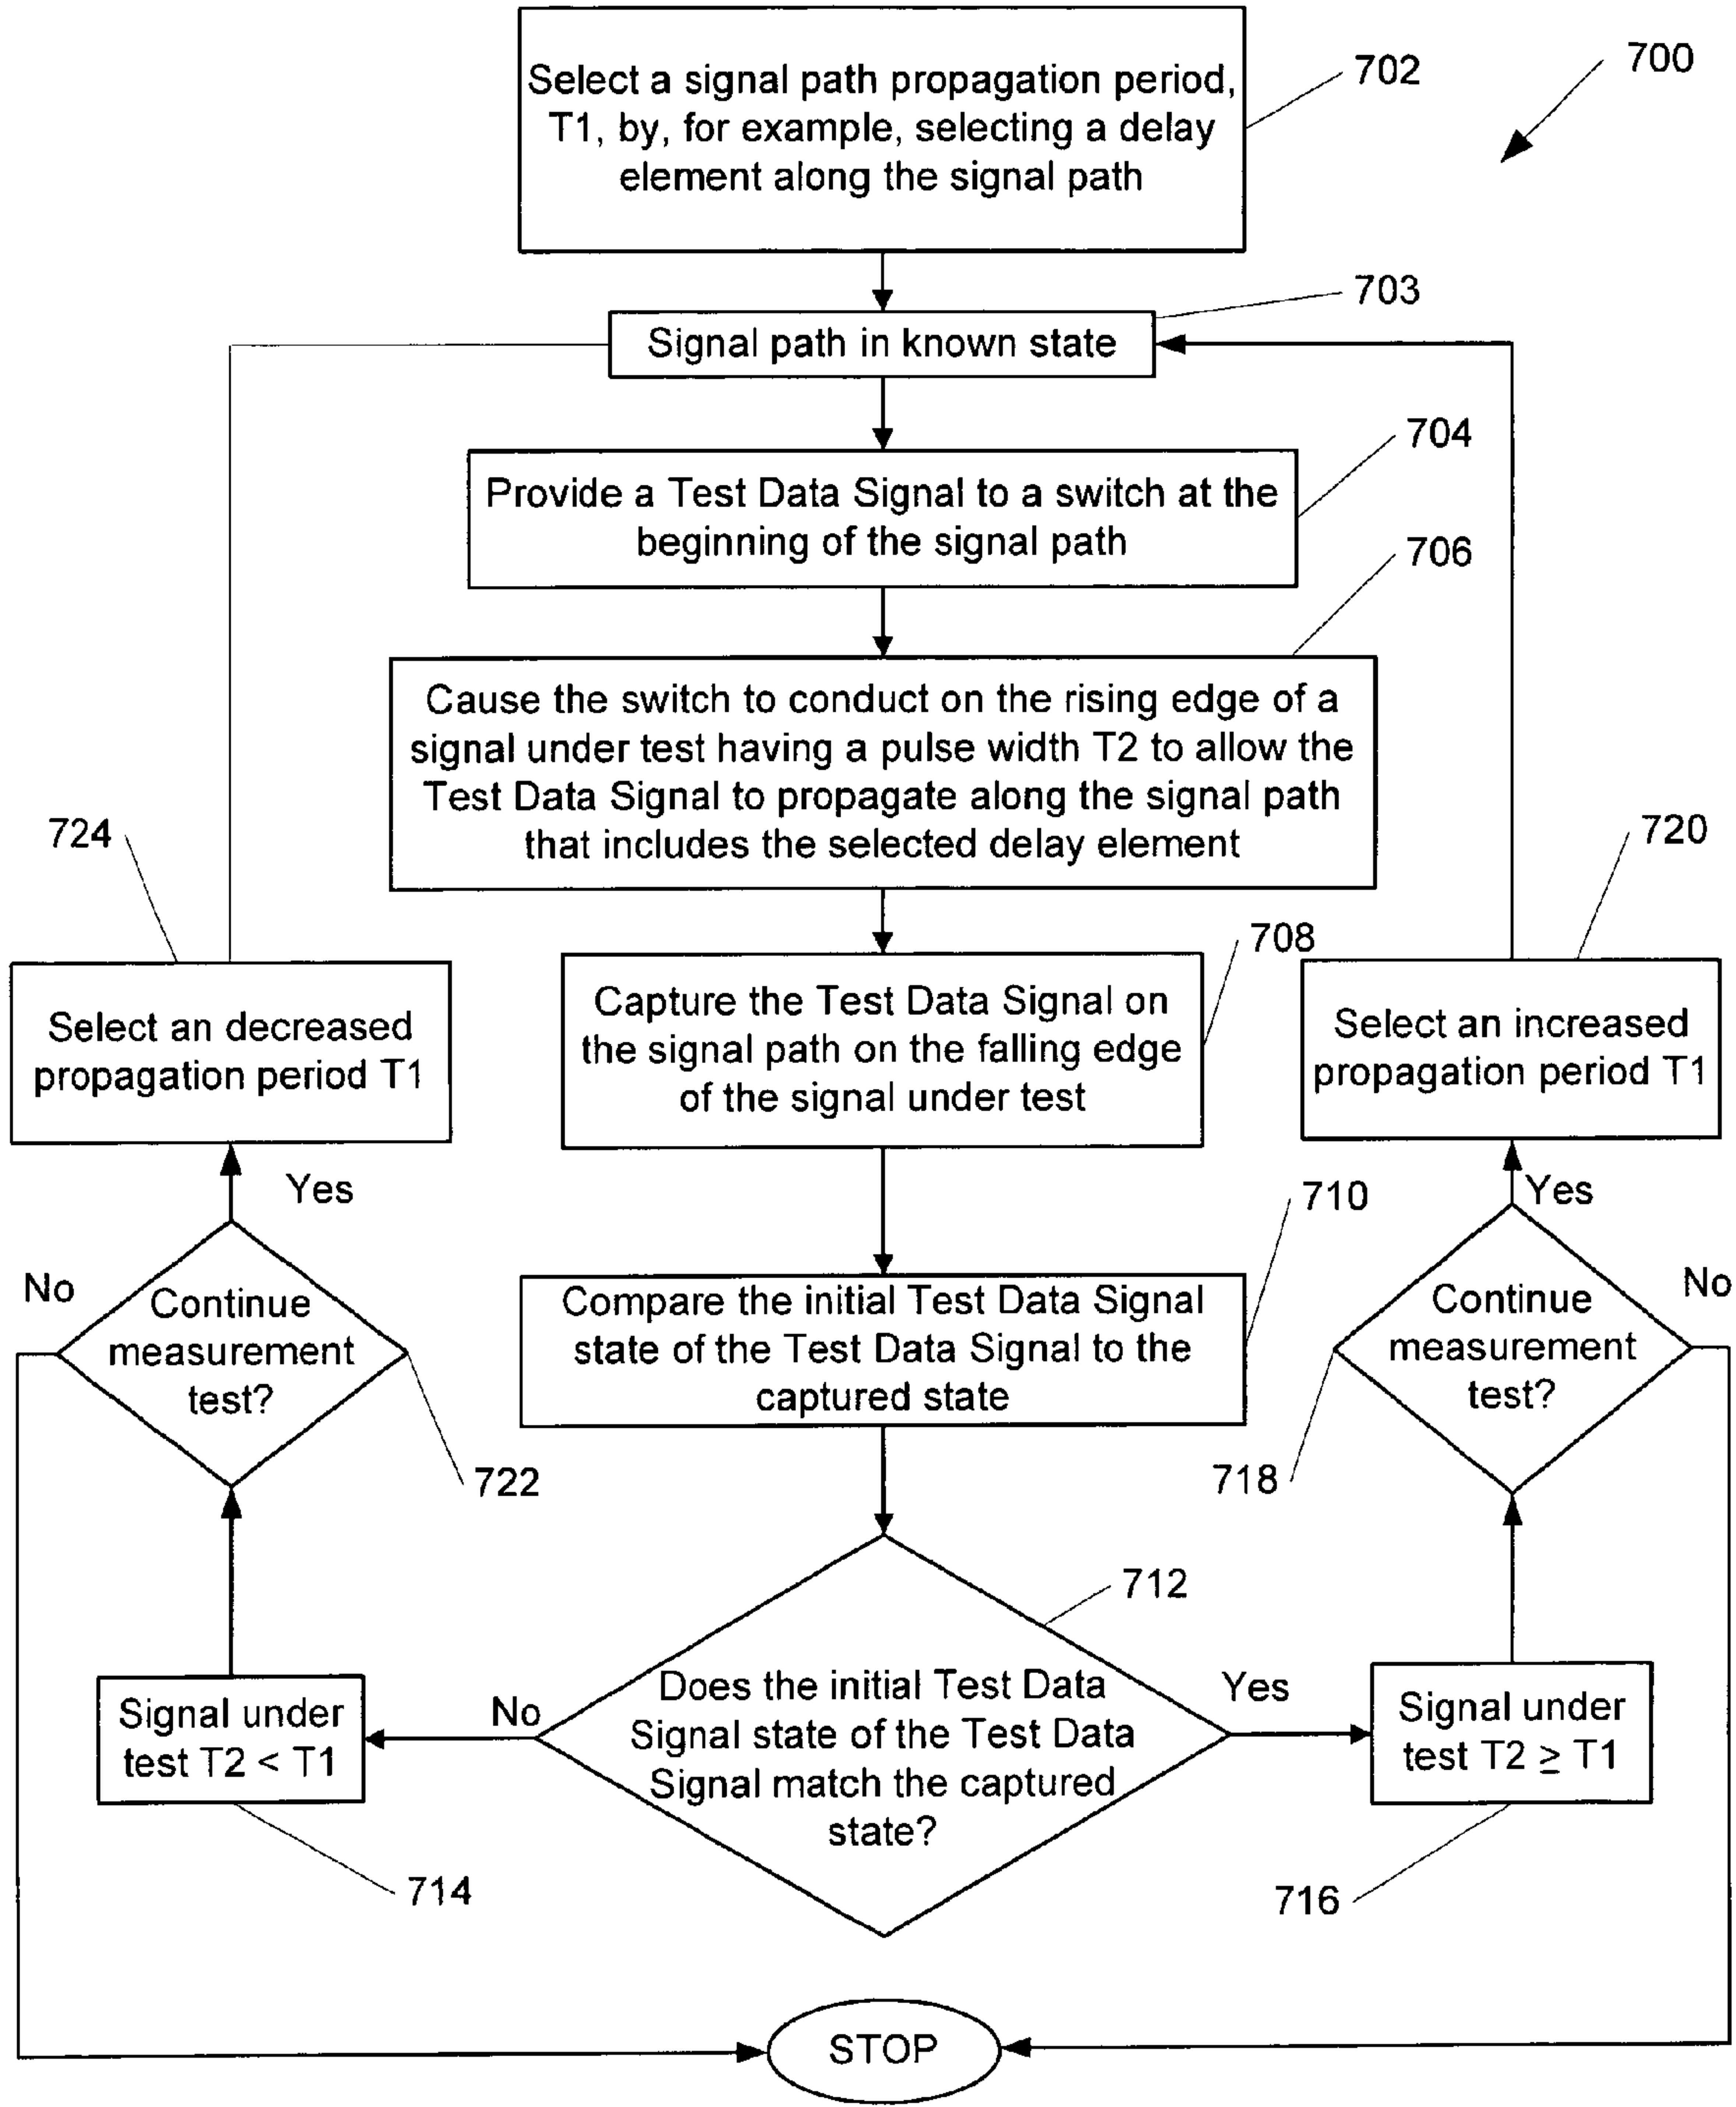 700
702
Select a signal path propagation period,
T1, by, for example, selecting a delay
element along the signal path
703
Signal path in known state
704
Provide a Test Data Signal to a switch at the
beginning of the signal path
706
Cause the switch to conduct on the rising edge of a
signal under test having a pulse width T2 to allow the
Test Data Signal to propagate along the signal path
that includes the selected delay element
708
Capture the Test Data Signal on
the signal path on the falling edge
of the signal under test
710
Compare the initial Test Data Signal
state of the Test Data Signal to the
captured state
712
Does the initial Test Data
Signal state of the Test Data
Signal match the captured
state?
No
Signal under
test T2 < T1
714
Continue
measurement
test?
722
No
Yes
724
Select an decreased
propagation period T1
Yes
Signal under
test T2 ≥ T1
716
Continue
measurement
test?
718
No
Yes
720
Select an increased
propagation period T1
STOP